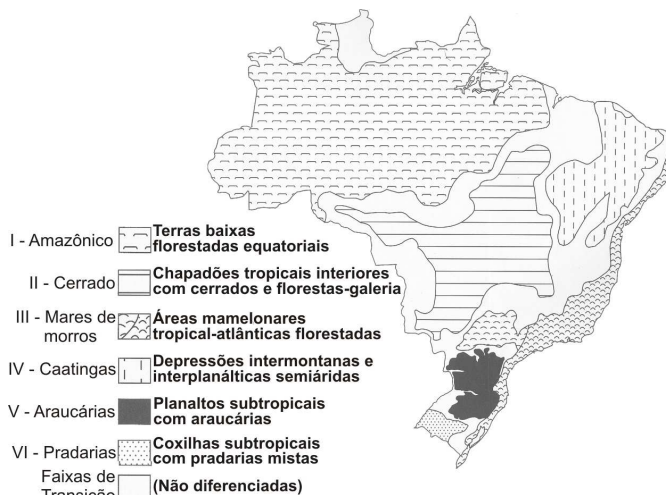 I - Amazônico
Terras baixas
florestadas equatoriais
II - Cerrado
Chapadões tropicais interiores
com cerrados e florestas-galeria
III - Mares de
morros
Áreas mamelonares
tropical-atlânticas florestadas
IV - Caatingas
Depressões intermontanas e
interplanálticas semiáridas
V - Araucárias
Planaltos subtropicais
com araucárias
VI - Pradarias
Coxilhas subtropicais
com pradarias mistas
Faixas de
Transição
(Não diferenciadas)